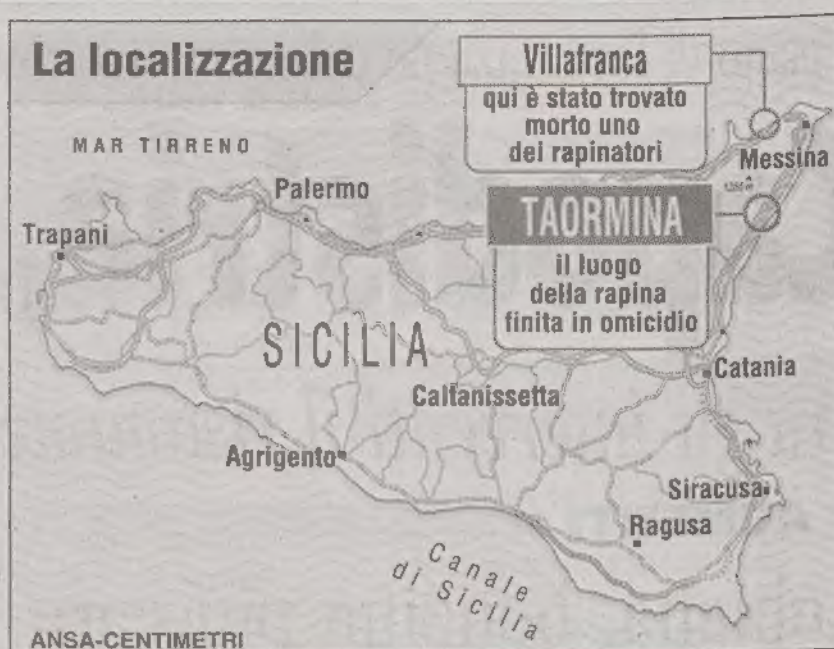 La localizzazione
Villafranca
qui è stato trovato
morto uno
dei rapinatori
MAR TIRRENO
Messina
Palermo
TAORMINA
Trapani
il luogo
della rapina
finita in omicidio
SICILIA
Catania
Caltanissetta
Agrigento
Siracusa
Ragusa
Canale
di Sicilia
ANSA-CENTIMETRI